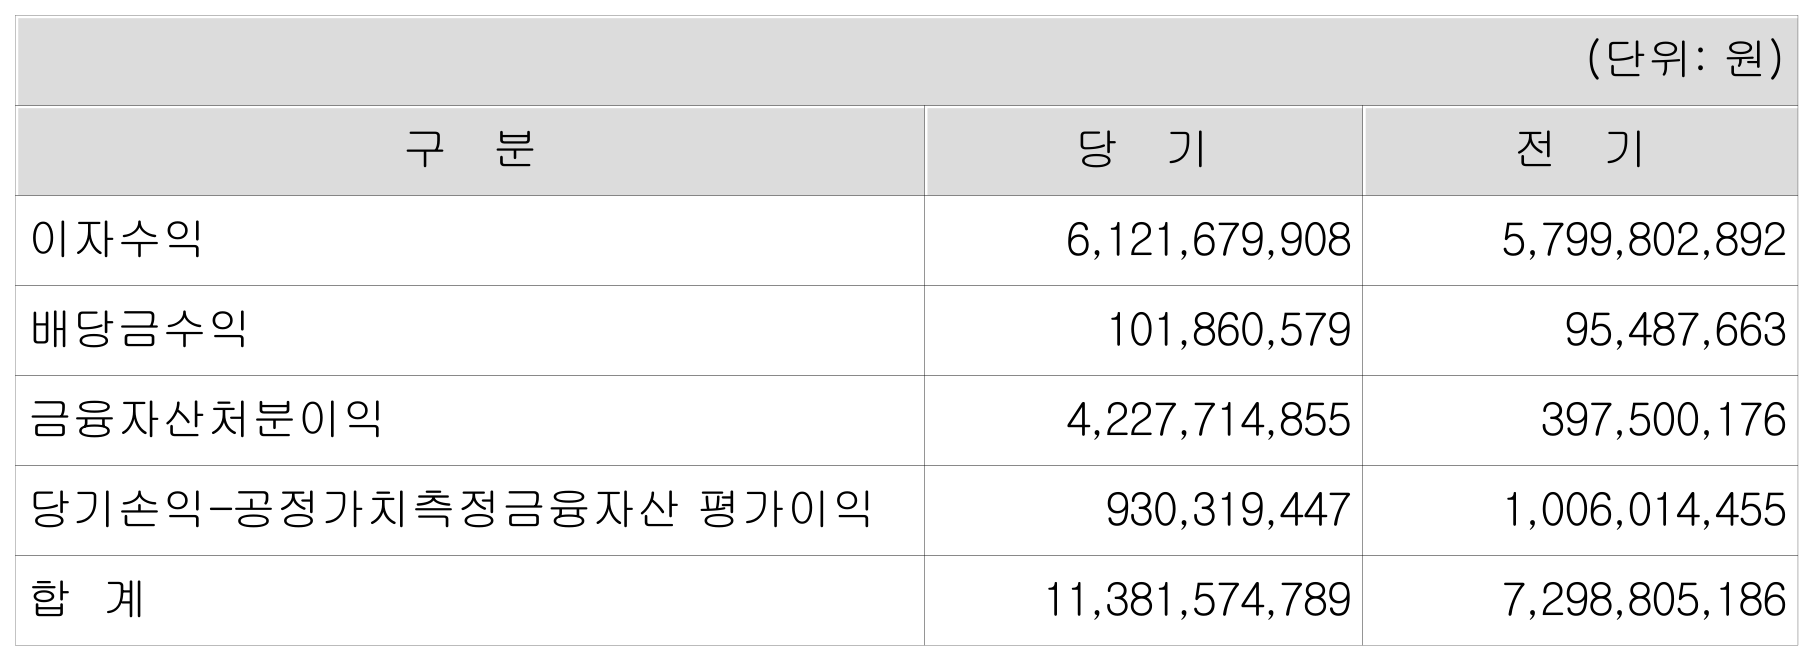 (단위: 원)
구 분 당 기 전 기
이자수익 6,121,679,908 5,799,802,892
배당금수익 101,860,579 95,487,663
금융자산처분이익 4,227,714,855 397,500,176
당기손익-공정가치측정금융자산 평가이익 930,319,447 1,006,014,455
합 계 11,381,574,789 7,298,805,186